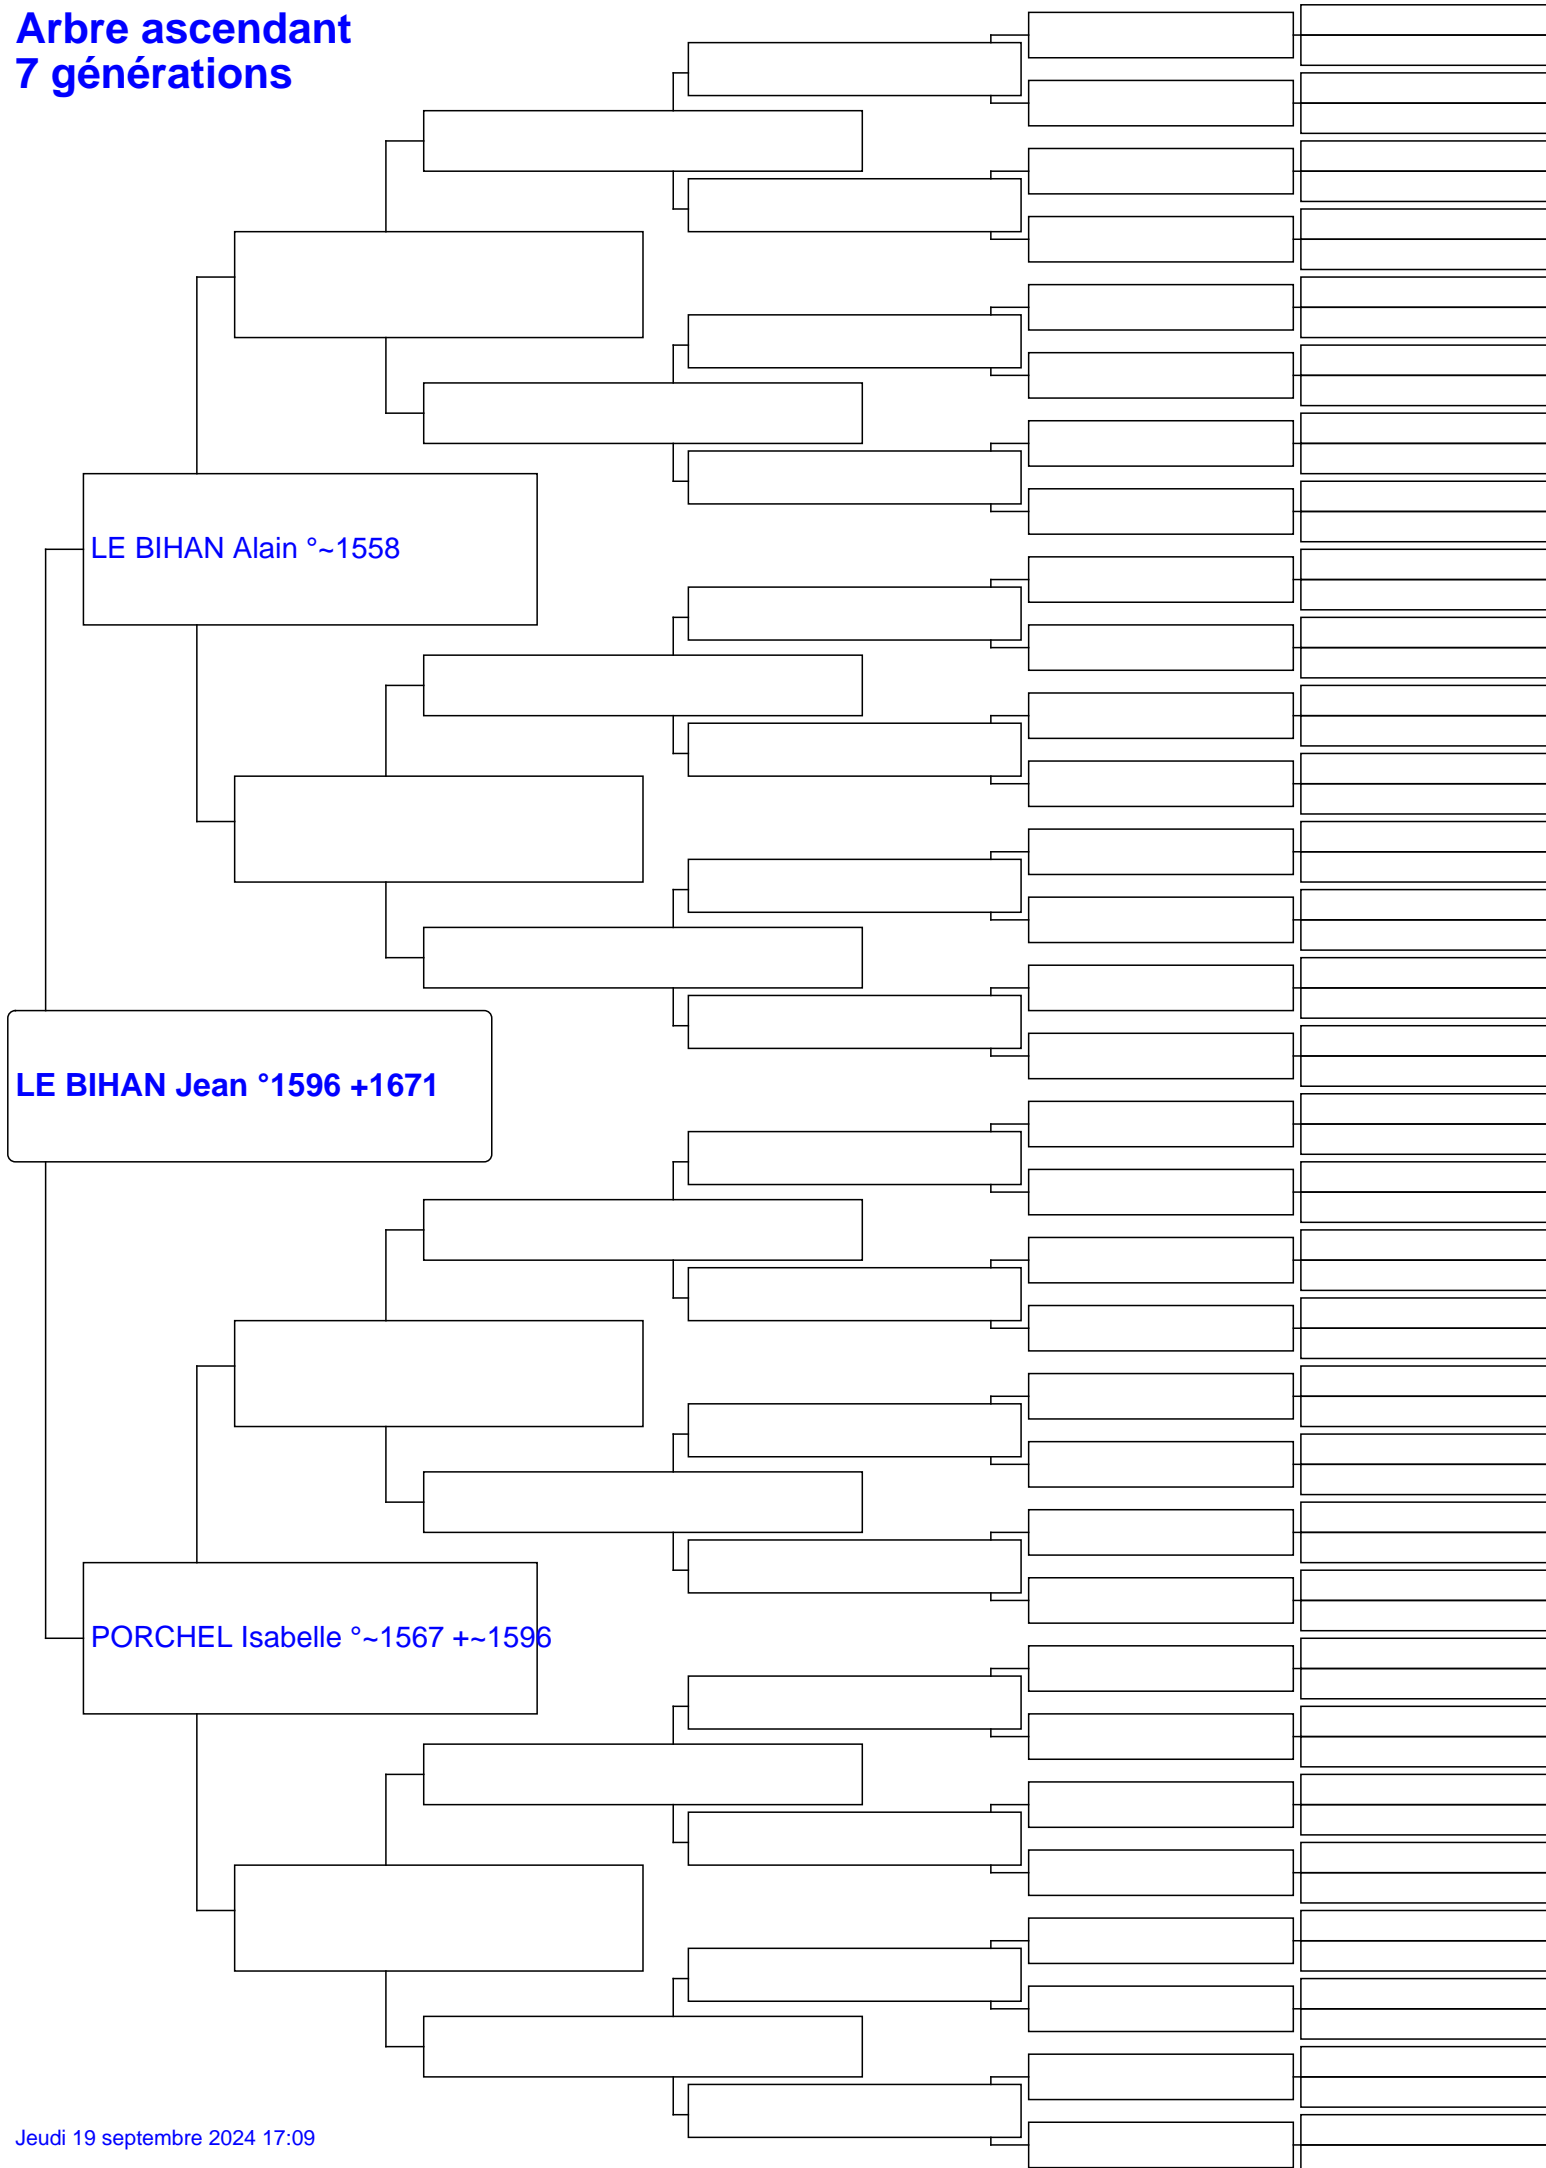 Arbre ascendant
7 générations
LE BIHAN Alain °~1558
LE BIHAN Jean °1596 +1671
PORCHEL Isabelle °~1567 +~1596
Jeudi 19 septembre 2024 17:09